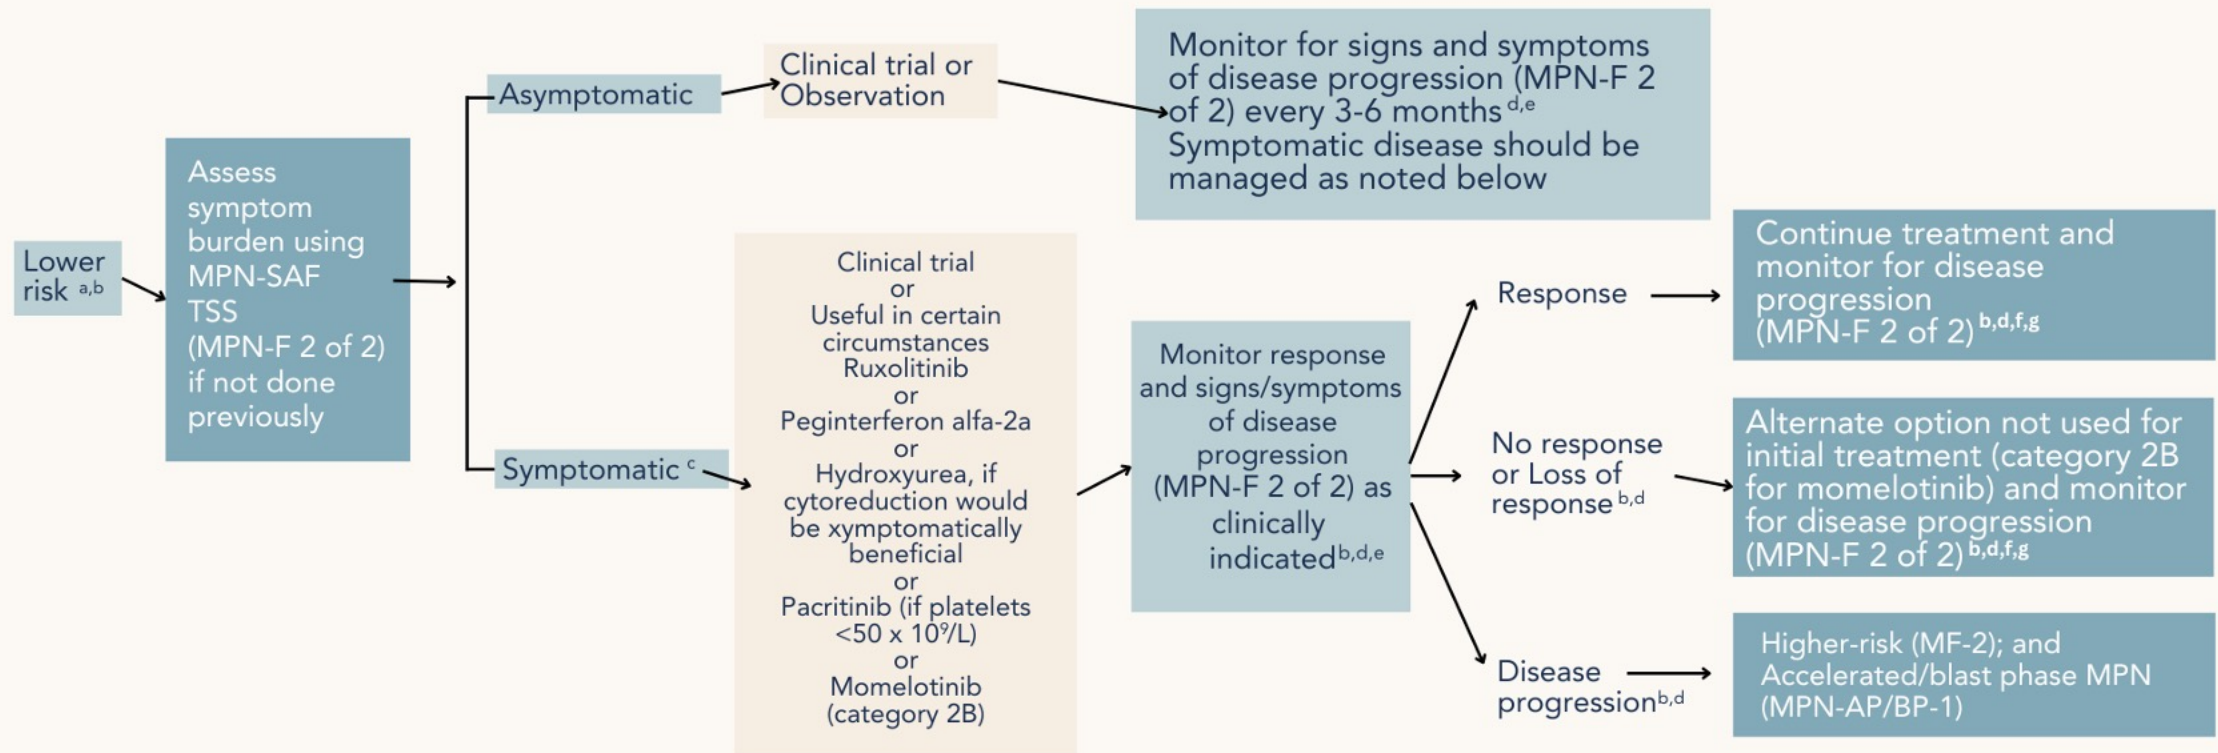 Lower
risk a,b
Assess
symptom
burden using
MPN-SAF
TSS
(MPN-F 2 of 2)
if not done
previously
Asymptomatic
Clinical trial or
Observation
Monitor for signs and symptoms
of disease progression (MPN-F 2
of 2) every 3-6 months d,e
Symptomatic disease should be
managed as noted below
Symptomatic c
Clinical trial
or
Useful in certain
circumstances
Ruxolitinib
or
Peginterferon alfa-2a
or
Hydroxyurea, if
cytoreduction would
be xymptomatically
beneficial
or
Pacritinib (if platelets
<50 x 10⁹/L)
or
Momelotinib
(category 2B)
Monitor response
and signs/symptoms
of disease
progression
(MPN-F 2 of 2) as
clinically
indicated b,d,e
Response
Continue treatment and
monitor for disease
progression
(MPN-F 2 of 2) b,d,f,g
No response
or Loss of
response b,d
Alternate option not used for
initial treatment (category 2B
for momelotinib) and monitor
for disease progression
(MPN-F 2 of 2) b,d,f,g
Disease
progression b,d
Higher-risk (MF-2); and
Accelerated/blast phase MPN
(MPN-AP/BP-1)